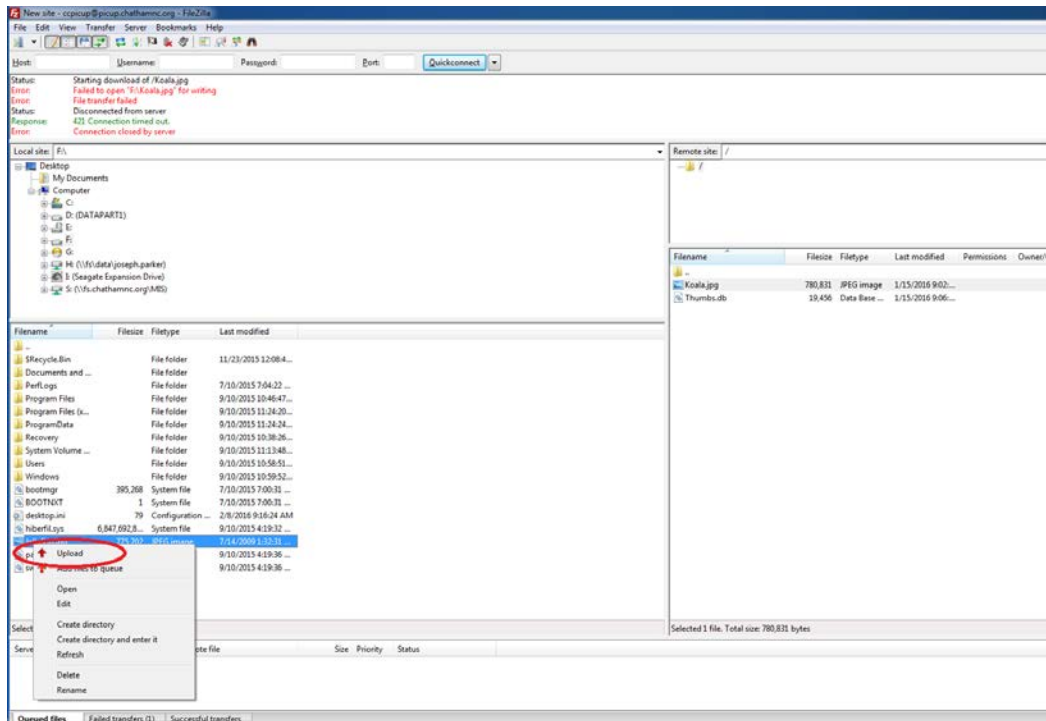 New site - ccpicup@picup.chathamnc.org - FileZilla
File Edit View Transfer Server Bookmarks Help
Host: Username: Password: Port: Quickconnect
Status: Starting download of /Koala.jpg
Error: Failed to open "F:\Koala.jpg" for writing
Error: File transfer failed
Status: Disconnected from server
Response: 421 Connection timed out.
Error: Connection closed by server
Local site: F:\
Desktop
My Documents
Computer
C:
D: (DATAPART1)
E:
F:
G:
H: (\\fs\data\joseph.parker)
I: (Seagate Expansion Drive)
S: (\\fs.chathamnc.org\MIS)
Remote site: /
/
Filename Filesize Filetype Last modified
..
$Recycle.Bin File folder 11/23/2015 12:08:4...
Documents and ... File folder
PerfLogs File folder 7/10/2015 7:04:22 ...
Program Files File folder 9/10/2015 10:46:47...
Program Files (x... File folder 9/10/2015 11:24:20...
ProgramData File folder 9/10/2015 11:24:24...
Recovery File folder 9/10/2015 10:38:26...
System Volume ... File folder 9/10/2015 11:13:48...
Users File folder 9/10/2015 10:58:51...
Windows File folder 9/10/2015 10:59:52...
bootmgr 395,268 System file 7/10/2015 7:00:31 ...
BOOTNXT 1 System file 7/10/2015 7:00:31 ...
desktop.ini 79 Configuration ... 2/8/2016 9:16:24 AM
hiberfil.sys 6,847,692,8... System file 9/10/2015 4:19:32 ...
775,702 JPEG image 7/14/2009 1:32:31 ...
9/10/2015 4:19:36 ...
9/10/2015 4:19:36 ...
Upload
Add files to queue
Open
Edit
Create directory
Create directory and enter it
Refresh
Delete
Rename
Filename Filesize Filetype Last modified Permissions Owner/
..
Koala.jpg 780,831 JPEG image 1/15/2016 9:02:...
Thumbs.db 19,456 Data Base ... 1/15/2016 9:06:...
Select
Selected 1 file. Total size: 780,831 bytes
Serve ote file Size Priority Status
Queued files Failed transfers (1) Successful transfers